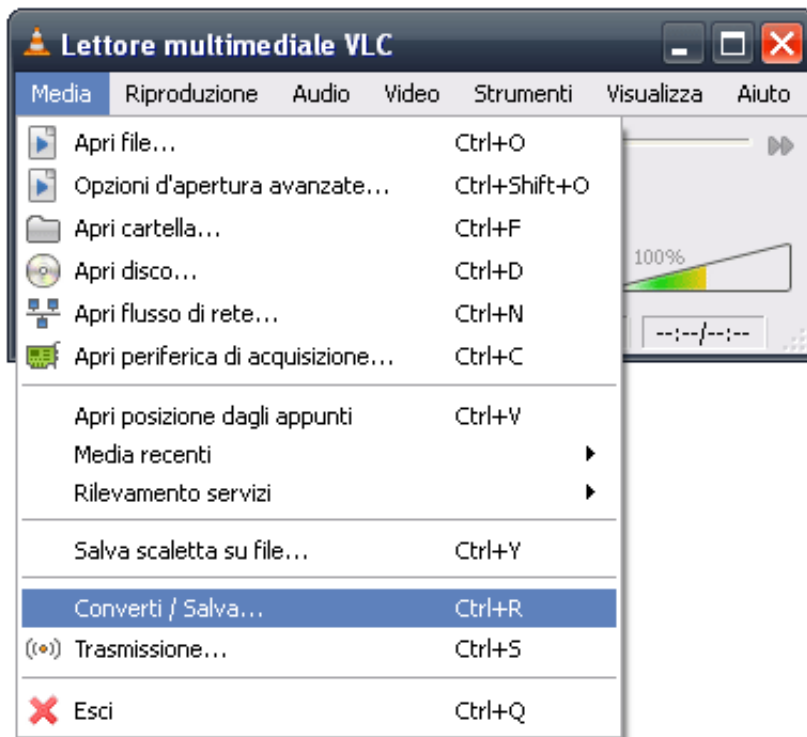 Lettore multimediale VLC
Media Riproduzione Audio Video Strumenti Visualizza Aiuto
Apri file... Ctrl+O
Opzioni d'apertura avanzate... Ctrl+Shift+O
Apri cartella... Ctrl+F
100%
Apri disco... Ctrl+D
Apri flusso di rete... Ctrl+N
--:--/--:--
Apri periferica di acquisizione... Ctrl+C
Apri posizione dagli appunti Ctrl+V
Media recenti
Rilevamento servizi
Salva scaletta su file... Ctrl+Y
Converti / Salva... Ctrl+R
Trasmissione... Ctrl+S
Esci Ctrl+Q